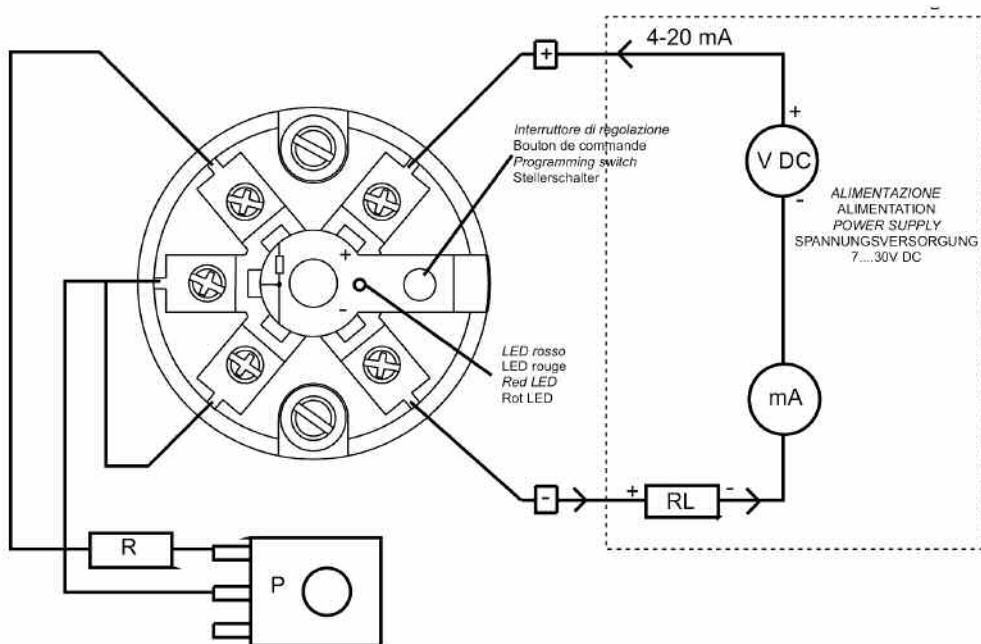 4-20 mA
+
Interruttore di regolazione
Bouton de commande
Programming switch
Stellerschalter
+
V DC
-
ALIMENTAZIONE
ALIMENTATION
POWER SUPPLY
SPANNUNGSVERSORGUNG
7....30V DC
+
-
LED rosso
LED rouge
Red LED
Rot LED
mA
-
+
RL
-
R
P